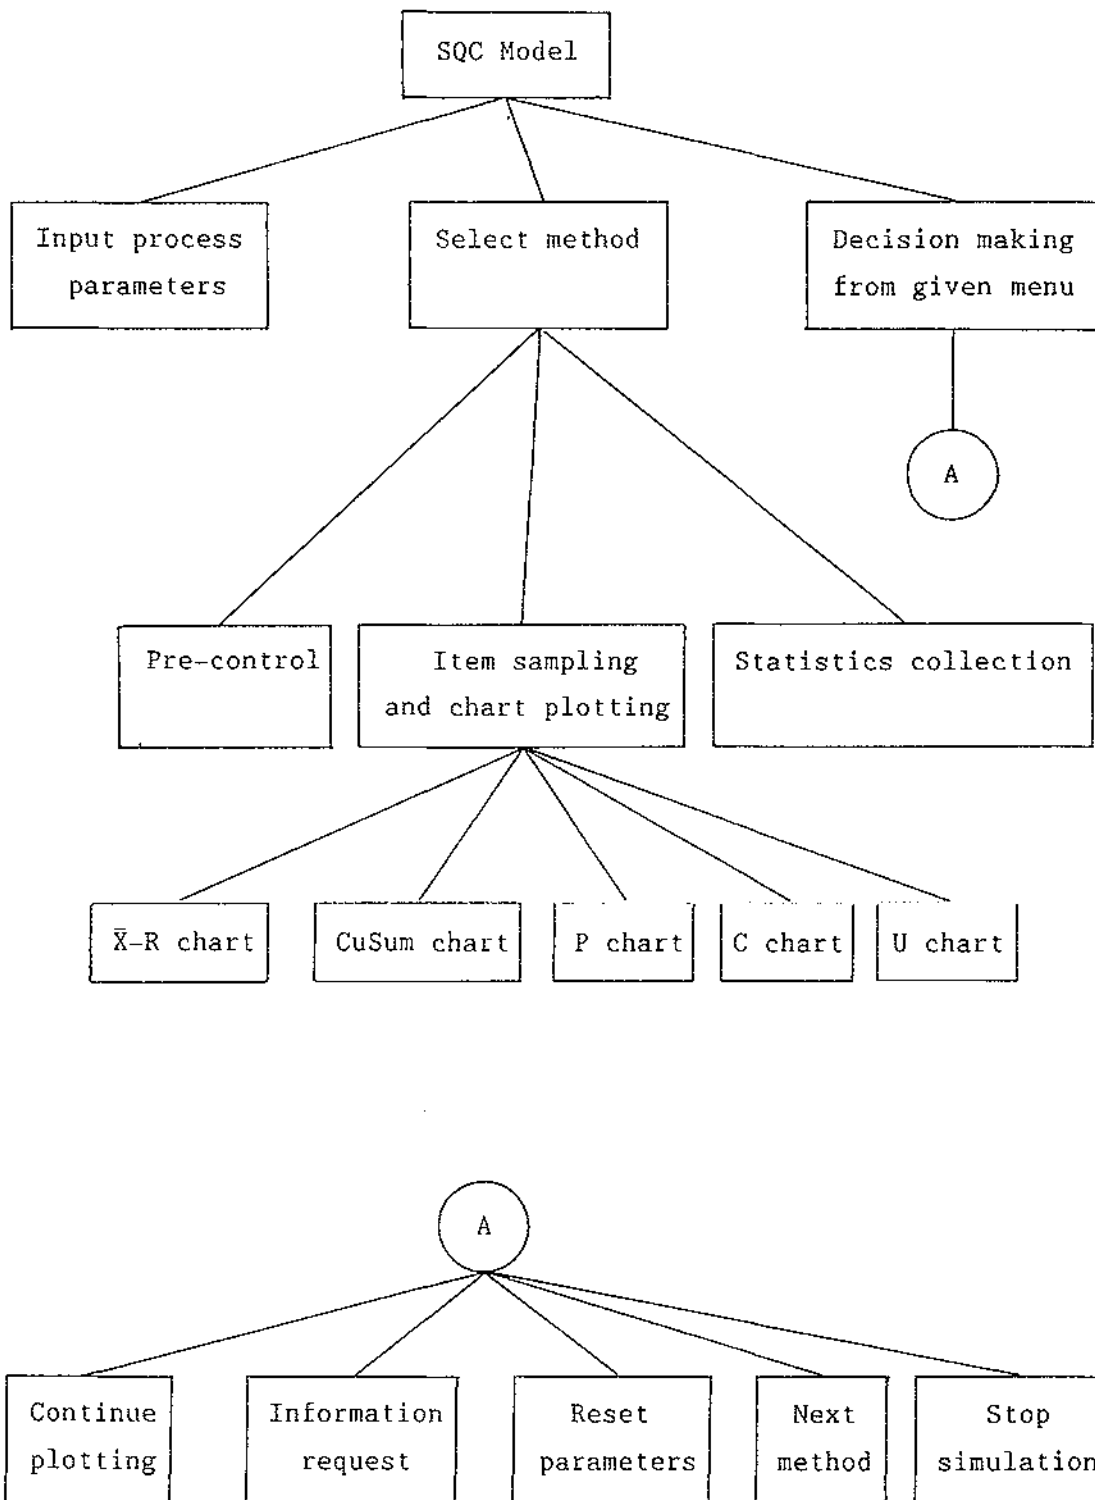 SQC Model
Input process
parameters
Select method
Decision making
from given menu
A
Pre-control
Item sampling
and chart plotting
Statistics collection
X̄-R chart
CuSum chart
P chart
C chart
U chart
A
Continue
plotting
Information
request
Reset
parameters
Next
method
Stop
simulation